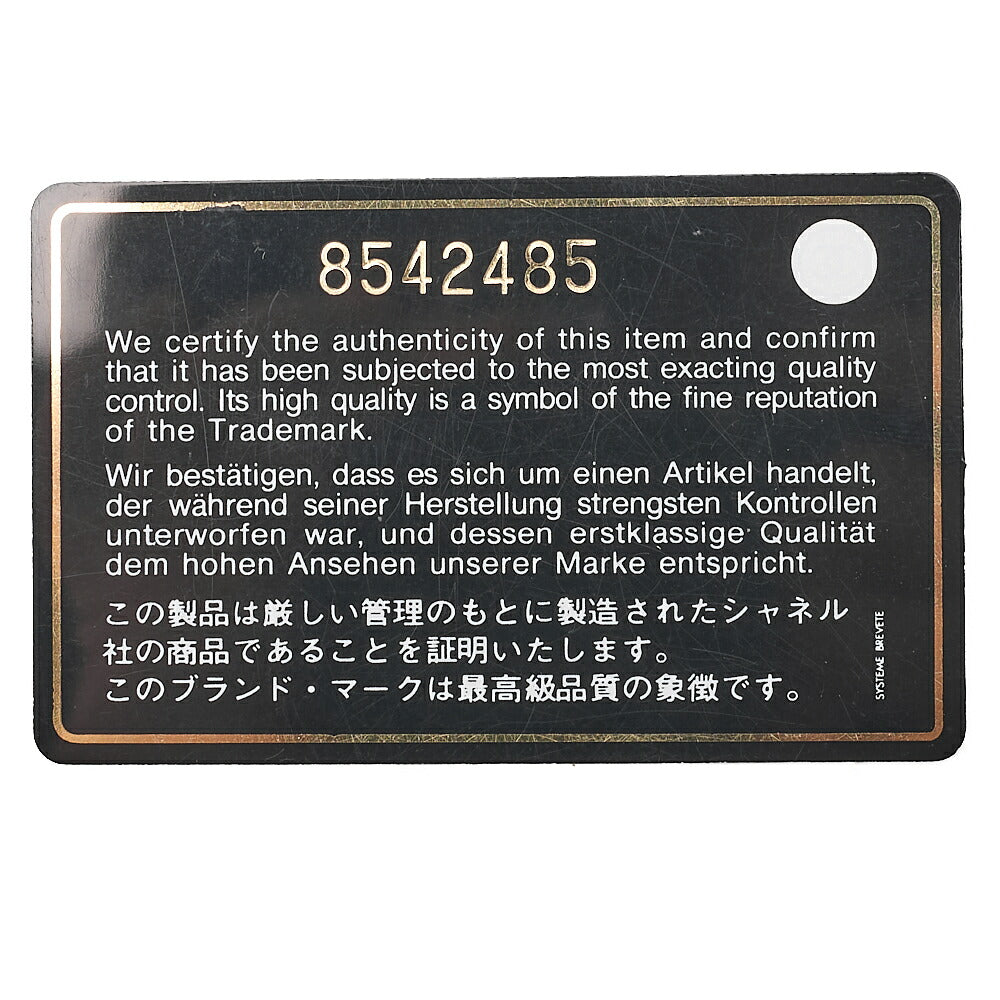 8542485
We certify the authenticity of this item and confirm
that it has been subjected to the most exacting quality
control. Its high quality is a symbol of the fine reputation
of the Trademark.
Wir bestätigen, dass es sich um einen Artikel handelt,
der während seiner Herstellung strengsten Kontrollen
unterworfen war, und dessen erstklassige Qualität
dem hohen Ansehen unserer Marke entspricht.
この製品は厳しい管理のもとに製造されたシャネル
社の商品であることを証明いたします。
このブランド・マークは最高級品質の象徴です。
SYSTEME BREVETE